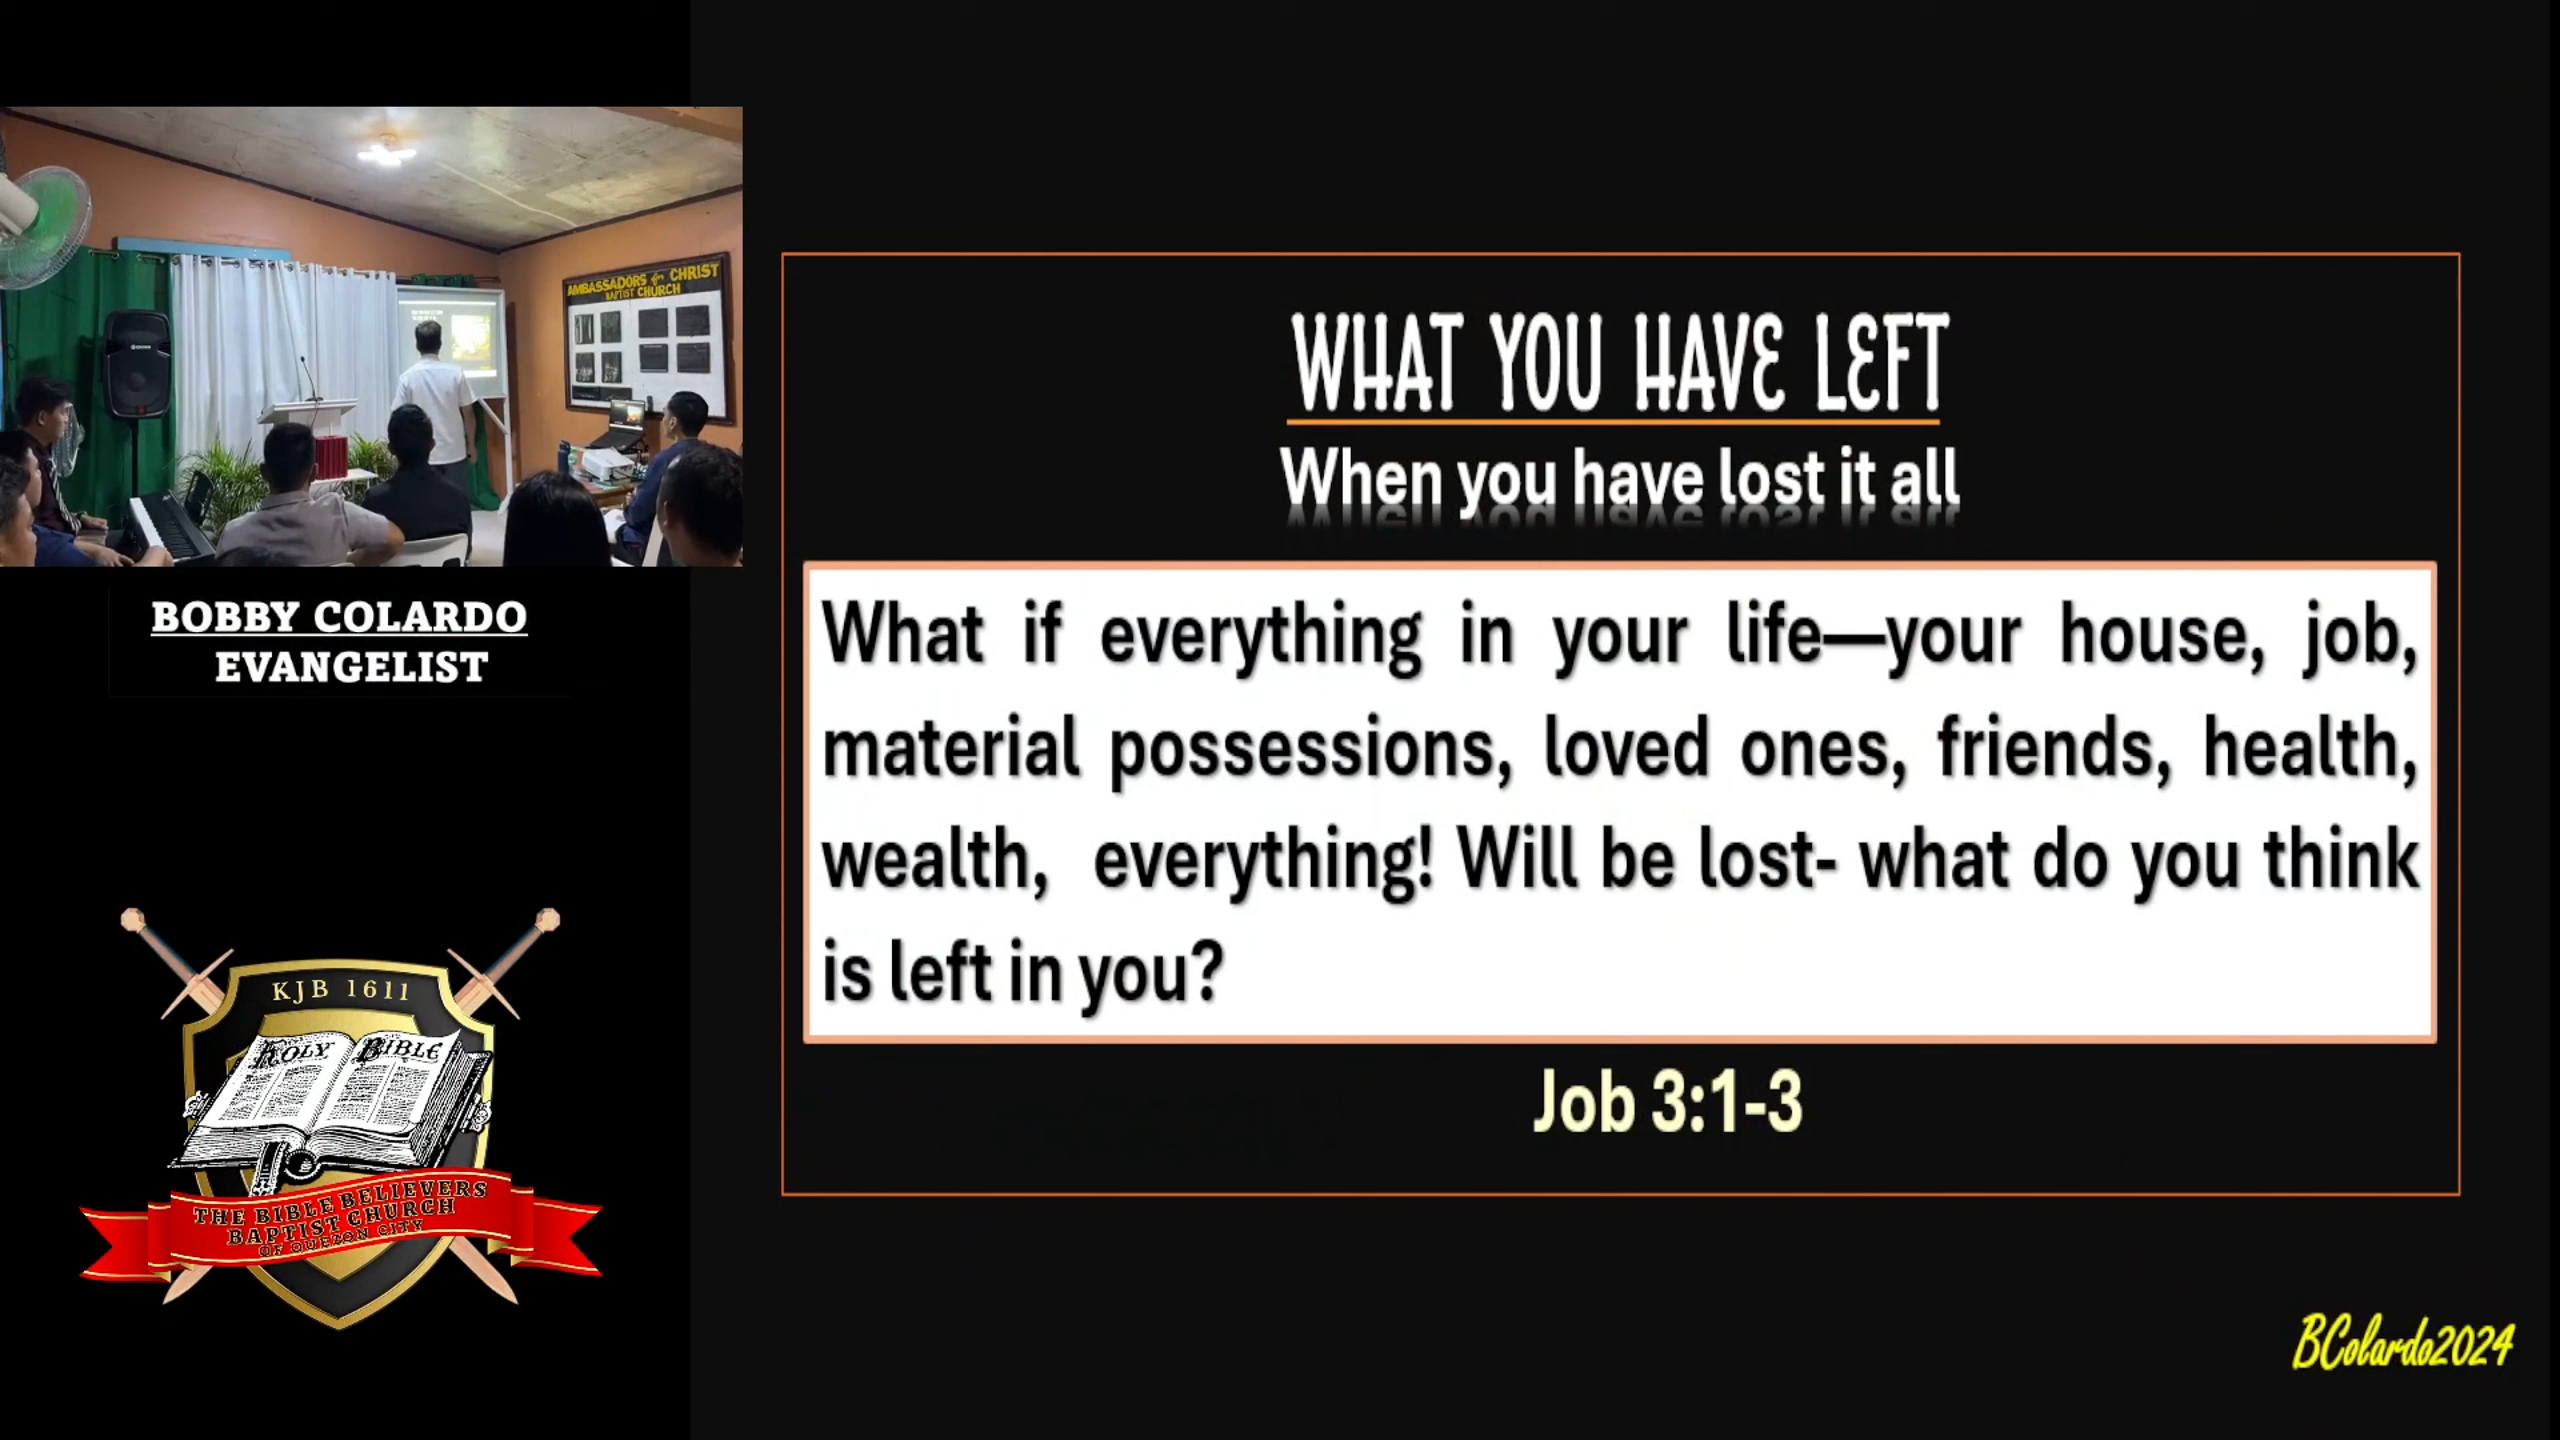 AMBASSADORS for CHRIST
BAPTIST CHURCH
BOBBY COLARDO
EVANGELIST
KJB 1611
HOLY BIBLE
THE BIBLE BELIEVERS
BAPTIST CHURCH
OF QUEZON CITY
WHAT YOU HAVE LEFT
When you have lost it all
What if everything in your life—your house, job,
material possessions, loved ones, friends, health,
wealth, everything! Will be lost- what do you think
is left in you?
Job 3:1-3
BColardo2024